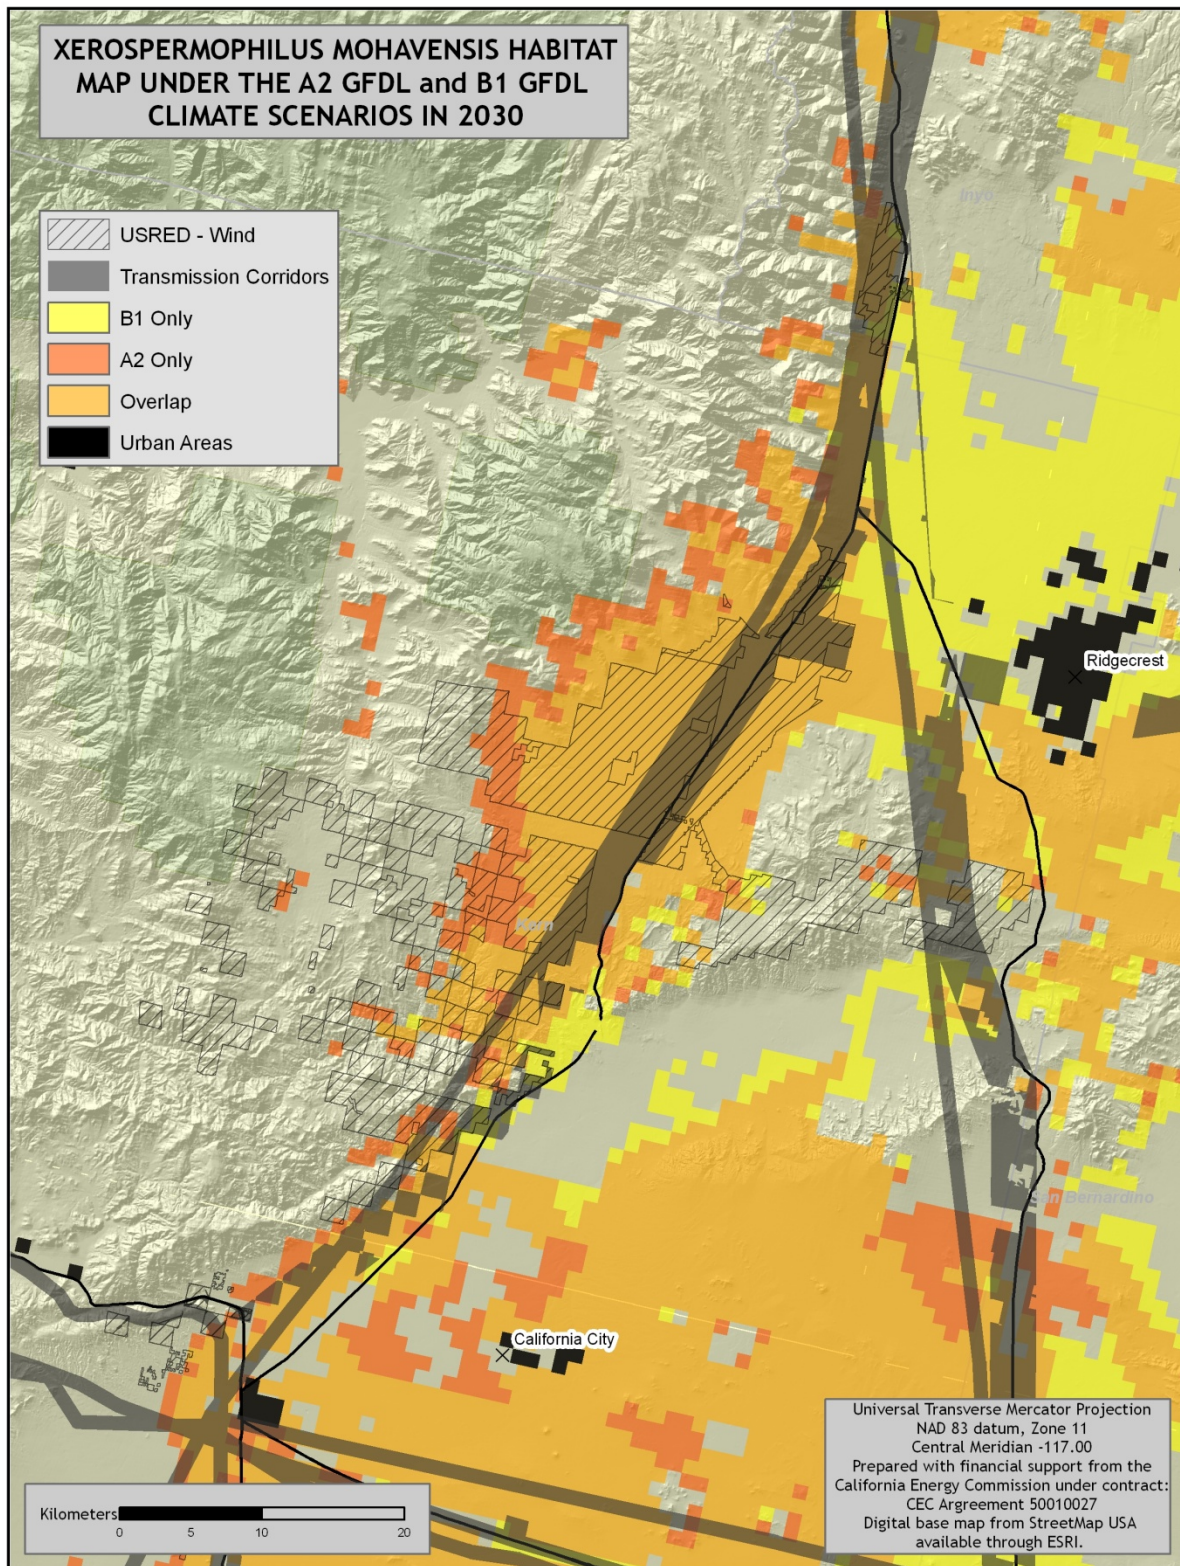 XEROSPERMOPHILUS MOHAVENSIS HABITAT
MAP UNDER THE A2 GFDL and B1 GFDL
CLIMATE SCENARIOS IN 2030
USRED - Wind
Transmission Corridors
B1 Only
A2 Only
Overlap
Urban Areas
Inyo
Ridgecrest
Kern
San Bernardino
California City
Universal Transverse Mercator Projection
NAD 83 datum, Zone 11
Central Meridian -117.00
Prepared with financial support from the
California Energy Commission under contract:
CEC Argreement 50010027
Digital base map from StreetMap USA
available through ESRI.
Kilometers
0 5 10 20